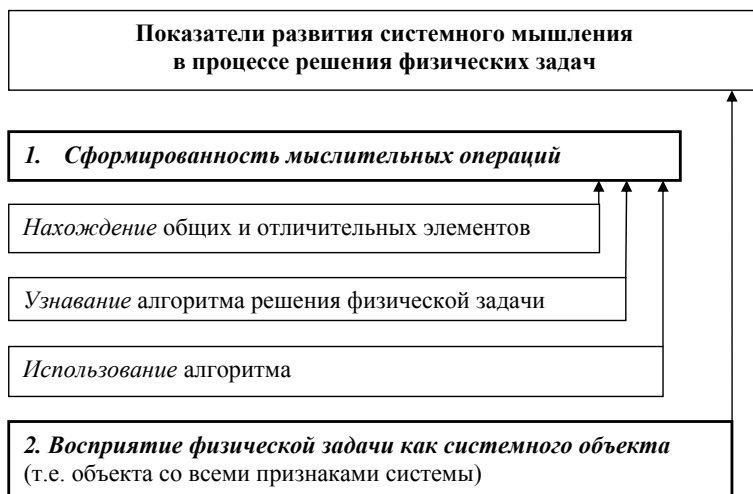 Показатели развития системного мышления
в процессе решения физических задач
1. Сформированность мыслительных операций
Нахождение общих и отличительных элементов
Узнавание алгоритма решения физической задачи
Использование алгоритма
2. Восприятие физической задачи как системного объекта
(т.е. объекта со всеми признаками системы)